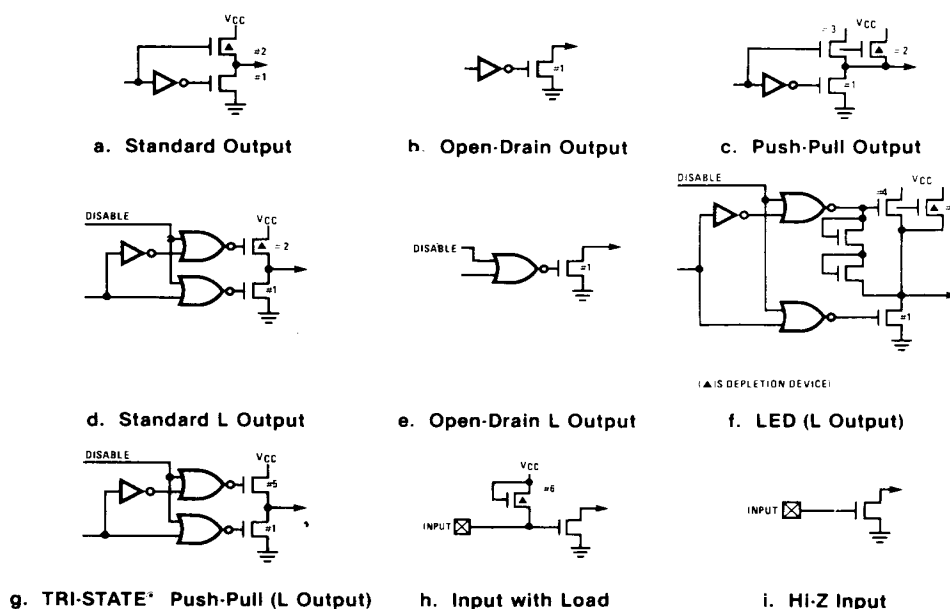 VCC
#2
#1
a. Standard Output
#1
b. Open-Drain Output
VCC
#3
#2
#1
c. Push-Pull Output
DISABLE
VCC
#2
#1
d. Standard L Output
DISABLE
#1
e. Open-Drain L Output
DISABLE
VCC
#4
#1
(▲ IS DEPLETION DEVICE)
f. LED (L Output)
DISABLE
VCC
#5
#1
g. TRI-STATE® Push-Pull (L Output)
VCC
#6
INPUT
h. Input with Load
INPUT
i. Hi-Z Input